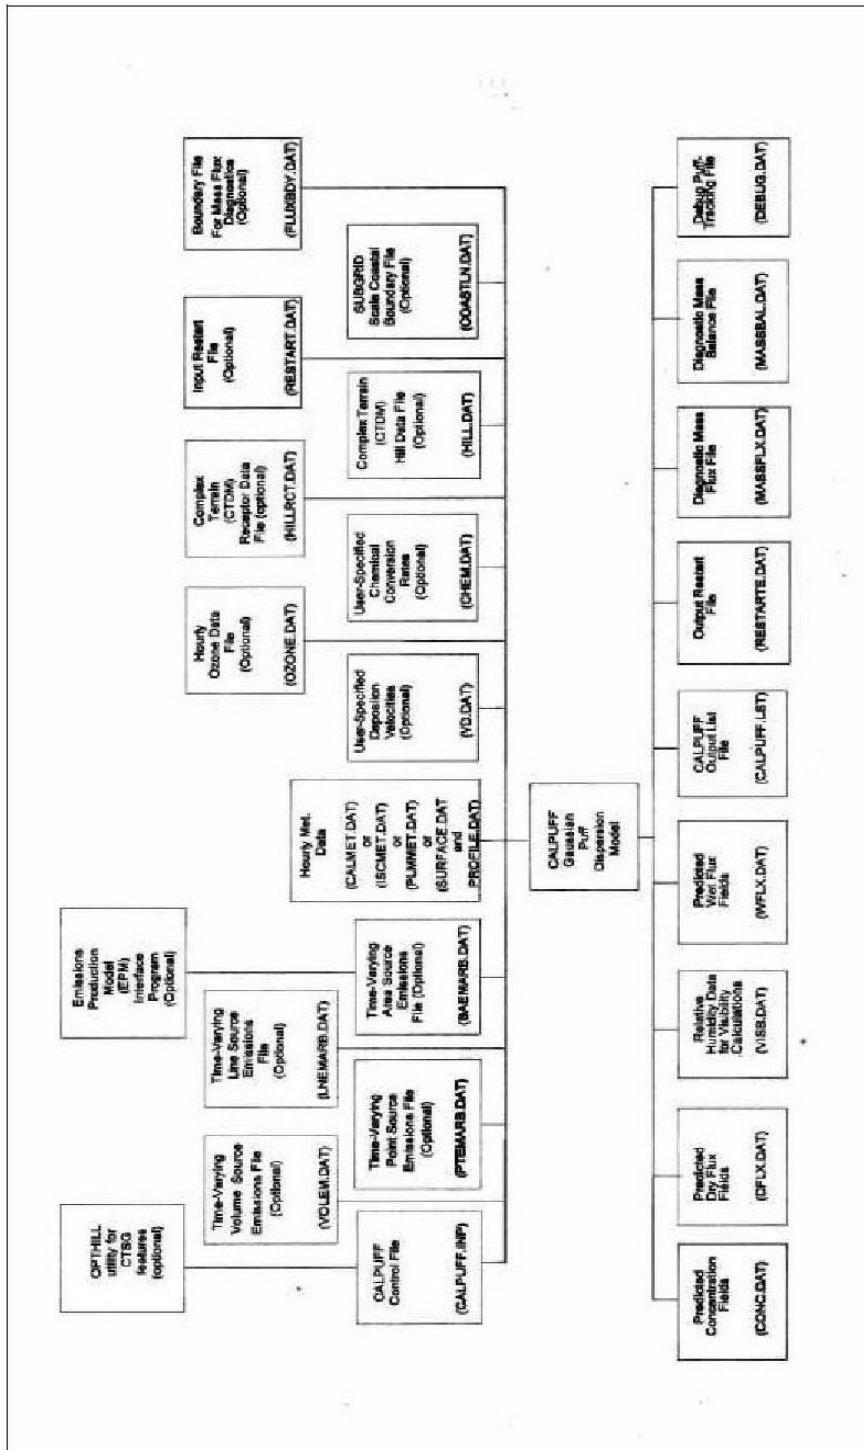 OPTHILL
utility for
CTSG
features
(optional)
Emissions
Production
Model
(EPM)
Interface
Program
(Optional)
Time-Varying
Volume Source
Emissions File
(Optional)
(VOLEM.DAT)
Time-Varying
Line Source
Emissions
File
(Optional)
(LNEMARB.DAT)
Hourly
Ozone Data
File
(Optional)
(OZONE.DAT)
Complex
Terrain
(CTDM)
Receptor Data
File (optional)
(HILLRCT.DAT)
Input Restart
File
(Optional)
(RESTART.DAT)
Boundary File
For Mass Flux
Diagnostics
(Optional)
(FLUXBDY.DAT)
CALPUFF
Control File
(CALPUFF.INP)
Time-Varying
Point Source
Emissions File
(Optional)
(PTEMARB.DAT)
Time-Varying
Area Source
Emissions
File (Optional)
(BAEMARB.DAT)
Hourly Met.
Data
(CALMET.DAT)
or
(ISCMET.DAT)
or
(PLMMET.DAT)
or
(SURFACE.DAT
and
PROFILE.DAT)
User-Specified
Deposition
Velocities
(Optional)
(VD.DAT)
User-Specified
Chemical
Conversion
Rates
(Optional)
(CHEM.DAT)
Complex Terrain
(CTDM)
Hill Data File
(Optional)
(HILL.DAT)
SUBGRID
Scale Coastal
Boundary File
(Optional)
(COASTLN.DAT)
CALPUFF
Gaussian
Puff
Dispersion
Model
Predicted
Concentration
Fields
(CONC.DAT)
Predicted
Dry Flux
Fields
(DFLX.DAT)
Relative
Humidity Data
for Visibility
Calculations
(VISB.DAT)
Predicted
Wet Flux
Fields
(WFLX.DAT)
CALPUFF
Output List
File
(CALPUFF.LST)
Output Restart
File
(RESTARTE.DAT)
Diagnostic Mass
Flux File
(MASSFLX.DAT)
Diagnostic Mass
Balance File
(MASSBAL.DAT)
Debug Puff-
Tracking File
(DEBUG.DAT)